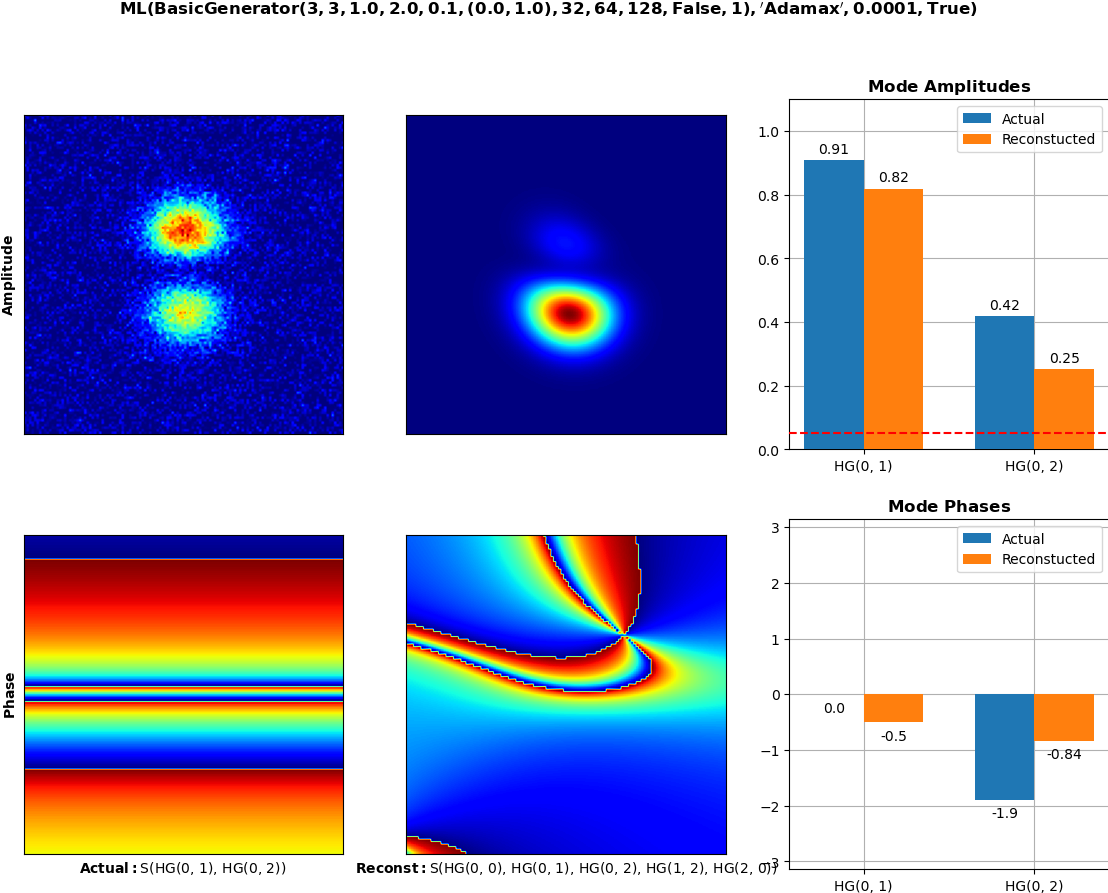 ML(BasicGenerator(3, 3, 1.0, 2.0, 0.1, (0.0, 1.0), 32, 64, 128, False, 1), 'Adamax', 0.0001, True)
Mode Amplitudes
Amplitude
1.0
0.8
0.6
0.4
0.2
0.0
0.91
0.82
0.42
0.25
Actual
Reconstucted
HG(0, 1)
HG(0, 2)
Mode Phases
Phase
3
2
1
0
−1
−2
−3
0.0
-0.5
-1.9
-0.84
Actual
Reconstucted
HG(0, 1)
HG(0, 2)
Actual: S(HG(0, 1), HG(0, 2))
Reconst: S(HG(0, 0), HG(0, 1), HG(0, 2), HG(1, 2), HG(2, 0))